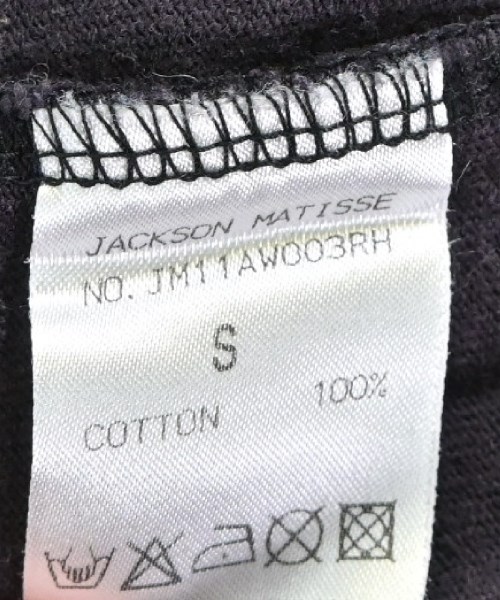 JACKSON MATISSE
NO. JM11AW003RH
S
COTTON 100%